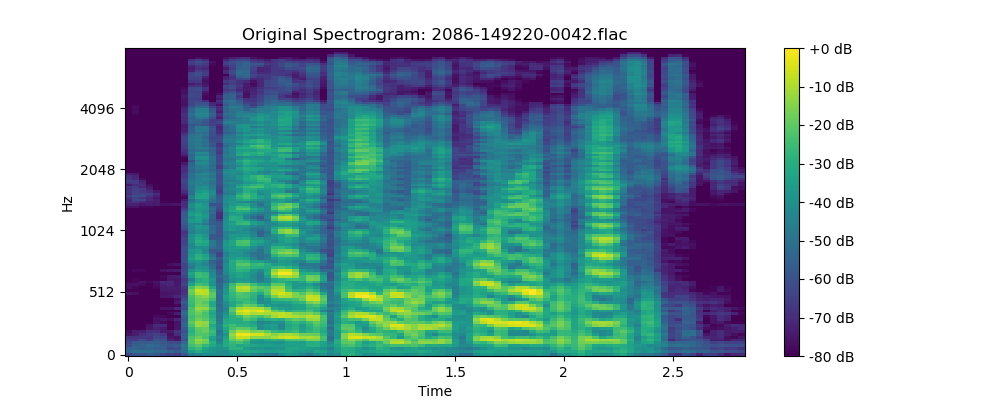 Original Spectrogram: 2086-149220-0042.flac
Hz
4096
2048
1024
512
0
0 0.5 1 1.5 2 2.5
Time
+0 dB
-10 dB
-20 dB
-30 dB
-40 dB
-50 dB
-60 dB
-70 dB
-80 dB